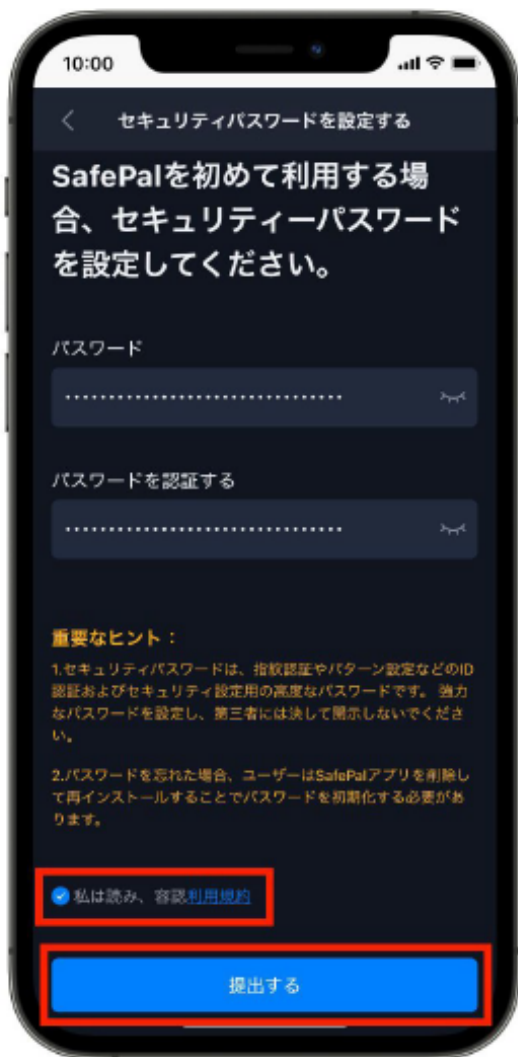 10:00
セキュリティパスワードを設定する
SafePalを初めて利用する場
合、セキュリティーパスワード
を設定してください。
パスワード
パスワードを認証する
重要なヒント：
1.セキュリティパスワードは、指紋認証やパターン設定などのID
認証およびセキュリティ設定用の高度なパスワードです。 強力
なパスワードを設定し、第三者には決して開示しないでくださ
い。
2.パスワードを忘れた場合、ユーザーはSafePalアプリを削除し
て再インストールすることでパスワードを初期化する必要があ
ります。
私は読み、容認利用規約
提出する